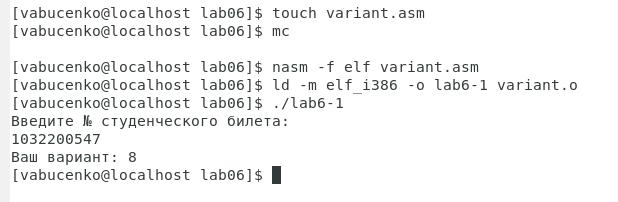 [vabucenko@localhost lab06]$ touch variant.asm
[vabucenko@localhost lab06]$ mc
[vabucenko@localhost lab06]$ nasm -f elf variant.asm
[vabucenko@localhost lab06]$ ld -m elf_i386 -o lab6-1 variant.o
[vabucenko@localhost lab06]$ ./lab6-1
Введите № студенческого билета:
1032200547
Ваш вариант: 8
[vabucenko@localhost lab06]$